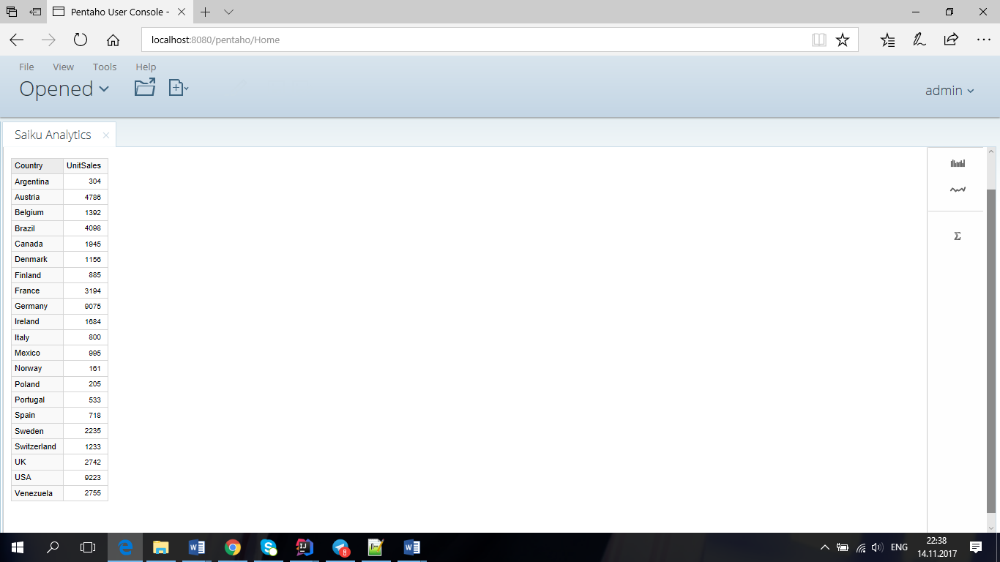 Pentaho User Console -
localhost:8080/pentaho/Home
File View Tools Help
Opened
admin
Saiku Analytics
Country UnitSales
Argentina 304
Austria 4786
Belgium 1392
Brazil 4098
Canada 1945
Denmark 1156
Finland 885
France 3194
Germany 9075
Ireland 1684
Italy 800
Mexico 995
Norway 161
Poland 205
Portugal 533
Spain 718
Sweden 2235
Switzerland 1233
UK 2742
USA 9223
Venezuela 2755
Σ
8
ENG
22:38
14.11.2017